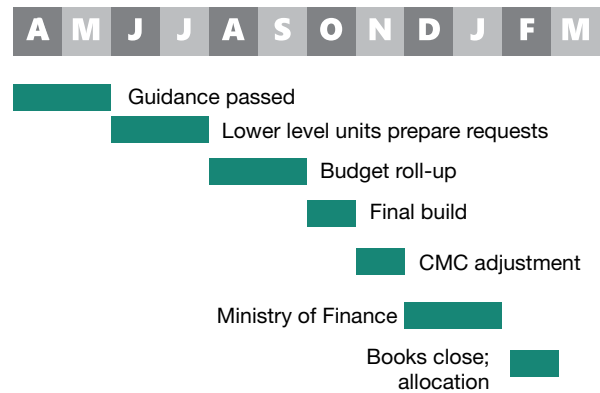 A M J J A S O N D J F M
Guidance passed
Lower level units prepare requests
Budget roll-up
Final build
CMC adjustment
Ministry of Finance
Books close;
allocation